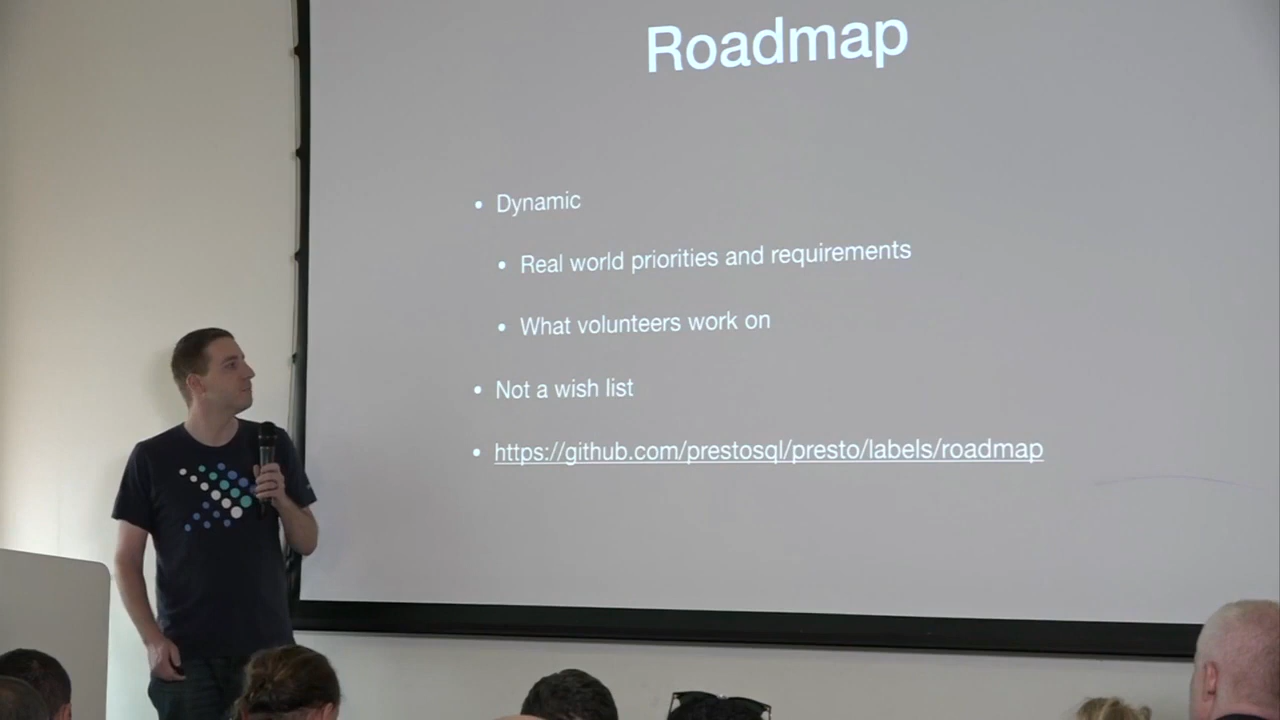 Roadmap
• Dynamic
• Real world priorities and requirements
• What volunteers work on
• Not a wish list
• https://github.com/prestosql/presto/labels/roadmap